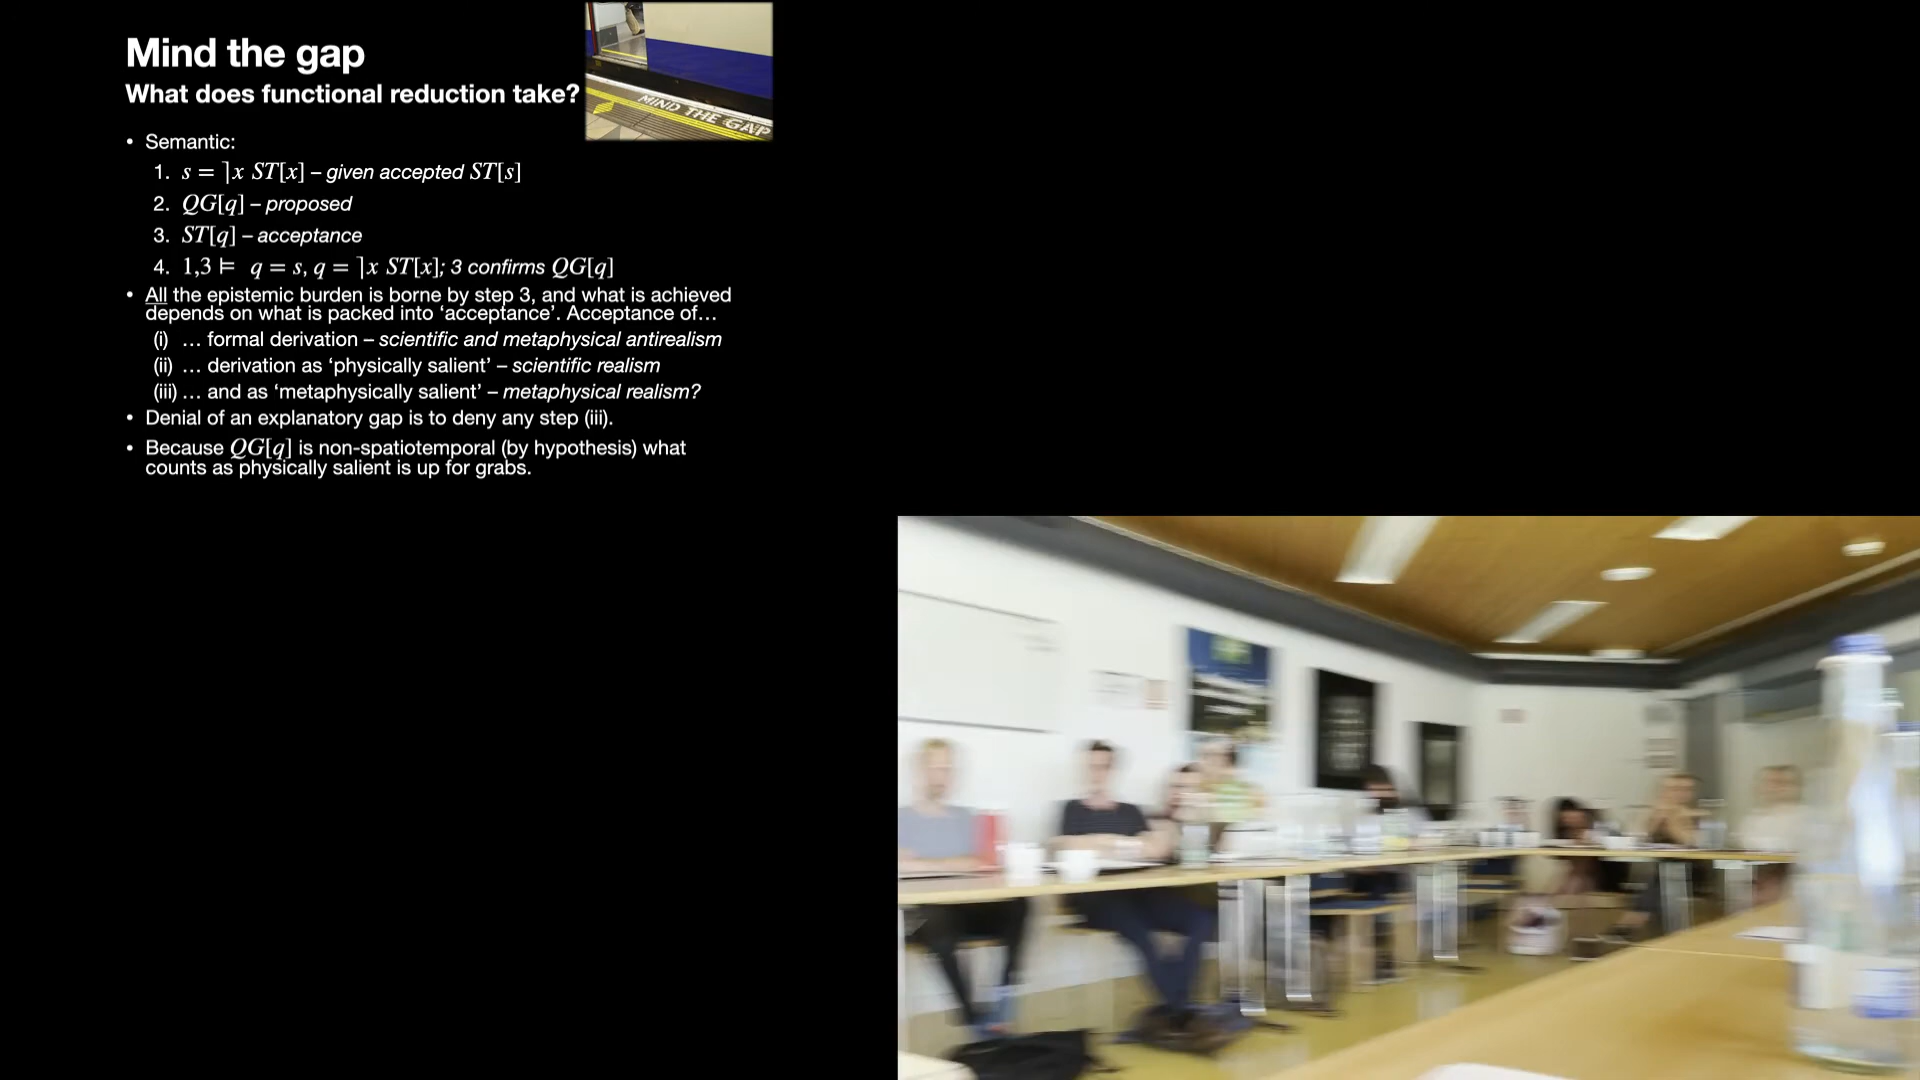 Mind the gap
What does functional reduction take?
MIND THE GAP
• Semantic:
1. s = ⎤x ST[x] – given accepted ST[s]
2. QG[q] – proposed
3. ST[q] – acceptance
4. 1,3 ⊨ q = s, q = ⎤x ST[x]; 3 confirms QG[q]
• All the epistemic burden is borne by step 3, and what is achieved
depends on what is packed into ‘acceptance’. Acceptance of…
(i) … formal derivation – scientific and metaphysical antirealism
(ii) … derivation as ‘physically salient’ – scientific realism
(iii) … and as ‘metaphysically salient’ – metaphysical realism?
• Denial of an explanatory gap is to deny any step (iii).
• Because QG[q] is non-spatiotemporal (by hypothesis) what
counts as physically salient is up for grabs.